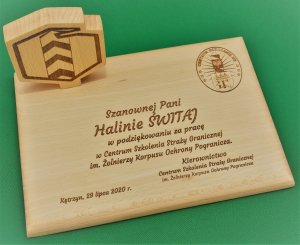 Szanownej Pani
Halinie ŚWITAJ
w podziękowaniu za pracę
w Centrum Szkolenia Straży Granicznej
im. Żołnierzy Korpusu Ochrony Pogranicza.
Kierownictwo
Centrum Szkolenia Straży Granicznej
im. Żołnierzy Korpusu Ochrony Pogranicza
Kętrzyn, 29 lipca 2020 r.